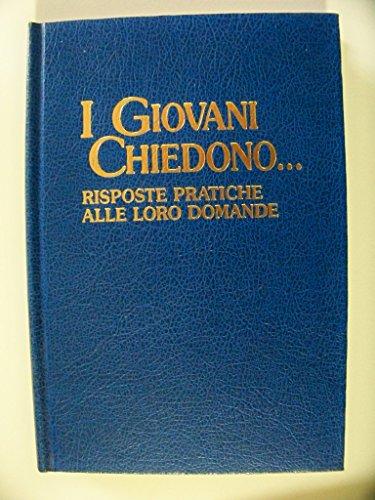 I GIOVANI
CHIEDONO...
RISPOSTE PRATICHE
ALLE LORO DOMANDE